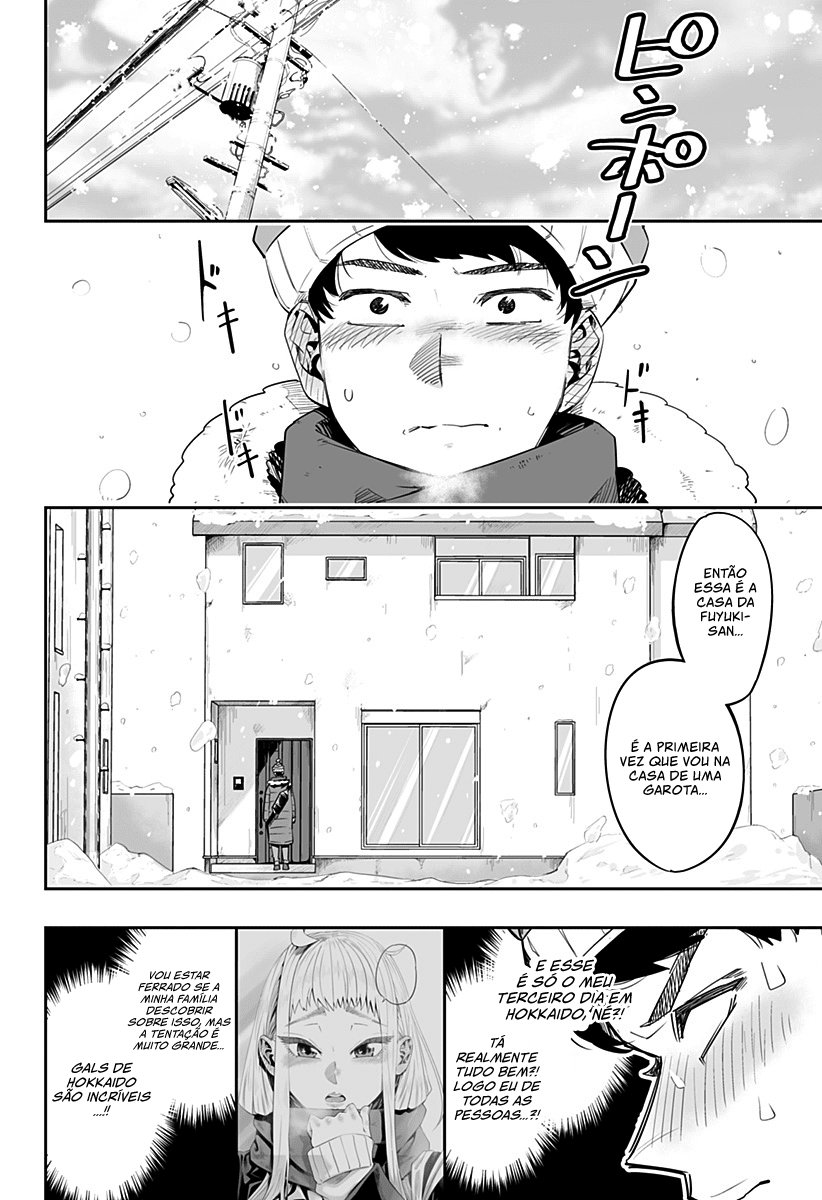 ピンポーン
ドキ
ドキ
ENTÃO
ESSA É A
CASA DA
FUYUKI-
SAN...
É A PRIMEIRA
VEZ QUE VOU NA
CASA DE UMA
GAROTA...
E ESSE
É SÓ O MEU
TERCEIRO DIA EM
HOKKAIDO, NÉ?!
TÁ
REALMENTE
TUDO BEM?!
LOGO EU DE
TODAS AS
PESSOAS...?!
VOU ESTAR
FERRADO SE A
MINHA FAMÍLIA
DESCOBRIR
SOBRE ISSO, MAS
A TENTAÇÃO É
MUITO GRANDE...
GALS DE
HOKKAIDO
SÃO INCRÍVEIS
....!!